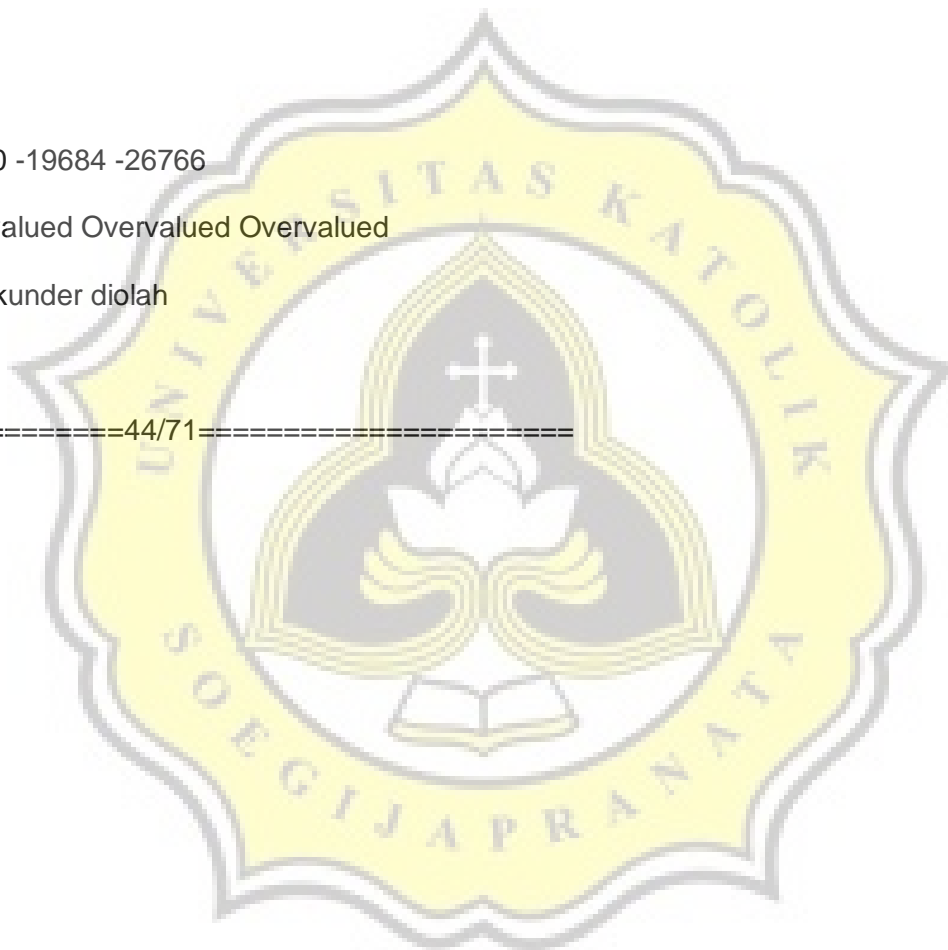 0 -19684 -26766
alued Overvalued Overvalued
kunder diolah
========44/71======================
UNIVERSITAS KATOLIK
SOEGIJAPRANATA